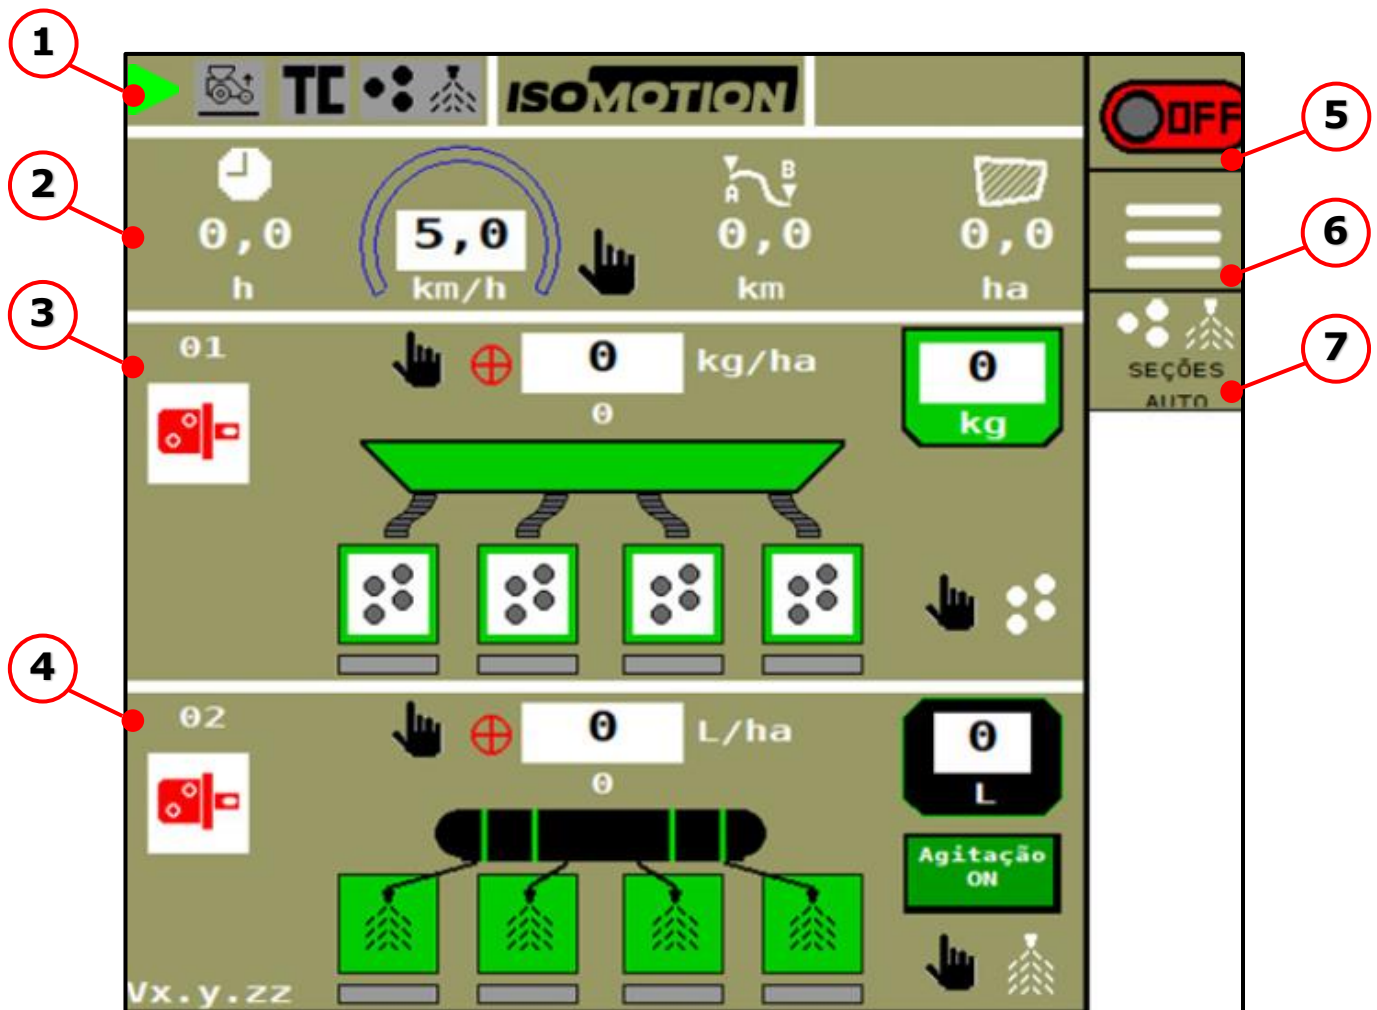 1
TC ISOMOTION
OFF
5
2
A B
0,0 5,0 0,0 0,0
h km/h km ha
6
3
01
0 kg/ha
0
0
kg
SEÇÕES
AUTO
7
4
02
0 L/ha
0
0
L
Agitação
ON
Vx.y.zz